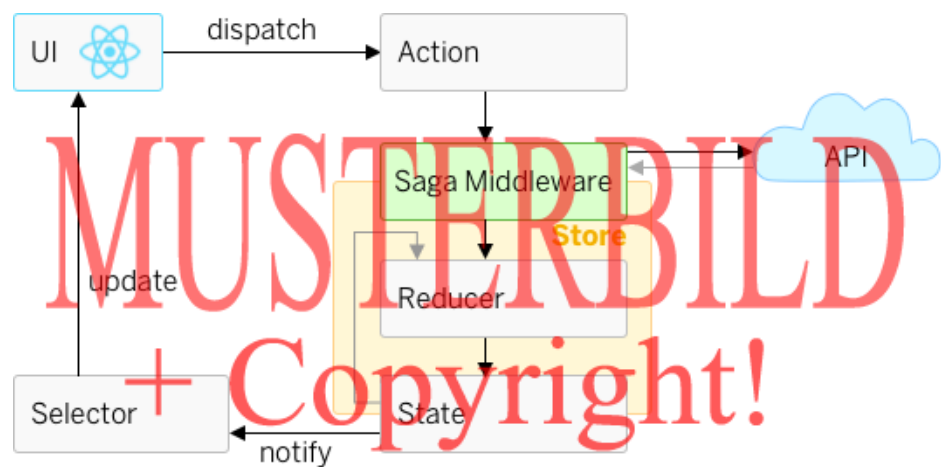 UI
dispatch
Action
API
Saga Middleware
Store
MUSTERBILD
update
Reducer
+ Copyright!
Selector
State
notify